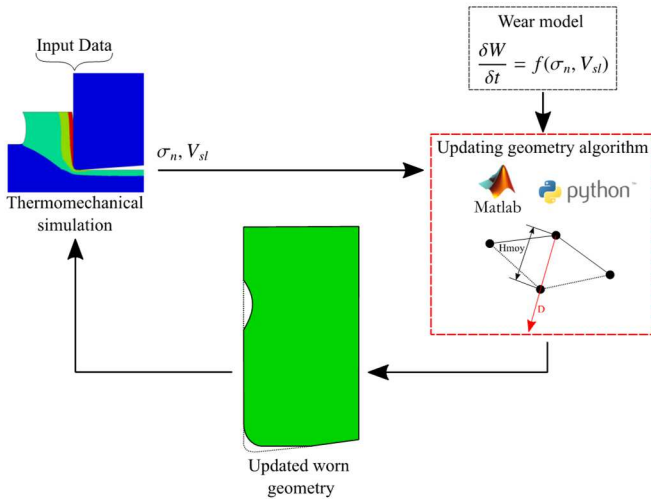 Input Data
Thermomechanical
simulation
σn, Vsl
Wear model
δW/δt = f(σn, Vsl)
Updating geometry algorithm
Matlab
python™
Hmoy
D
Updated worn
geometry